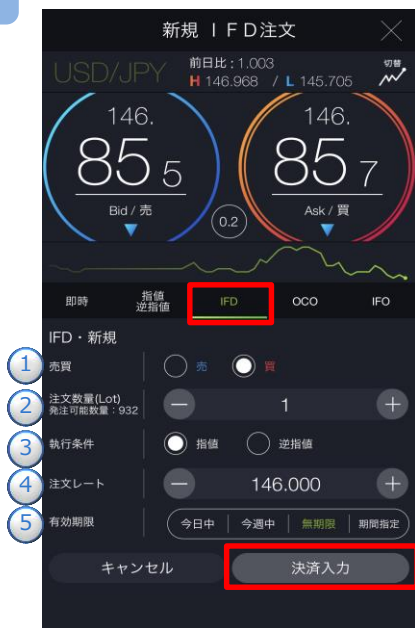 新規 IFD注文
USD/JPY
前日比 : 1.003
H 146.968 / L 145.705
切替
146.
85 5
Bid / 売
0.2
146.
85 7
Ask / 買
即時
指値
逆指値
IFD
OCO
IFO
IFD・新規
1 売買 売 買
2 注文数量(Lot)
発注可能数量:932
1
3 執行条件 指値 逆指値
4 注文レート 146.000
5 有効期限 今日中 今週中 無期限 期間指定
キャンセル 決済入力